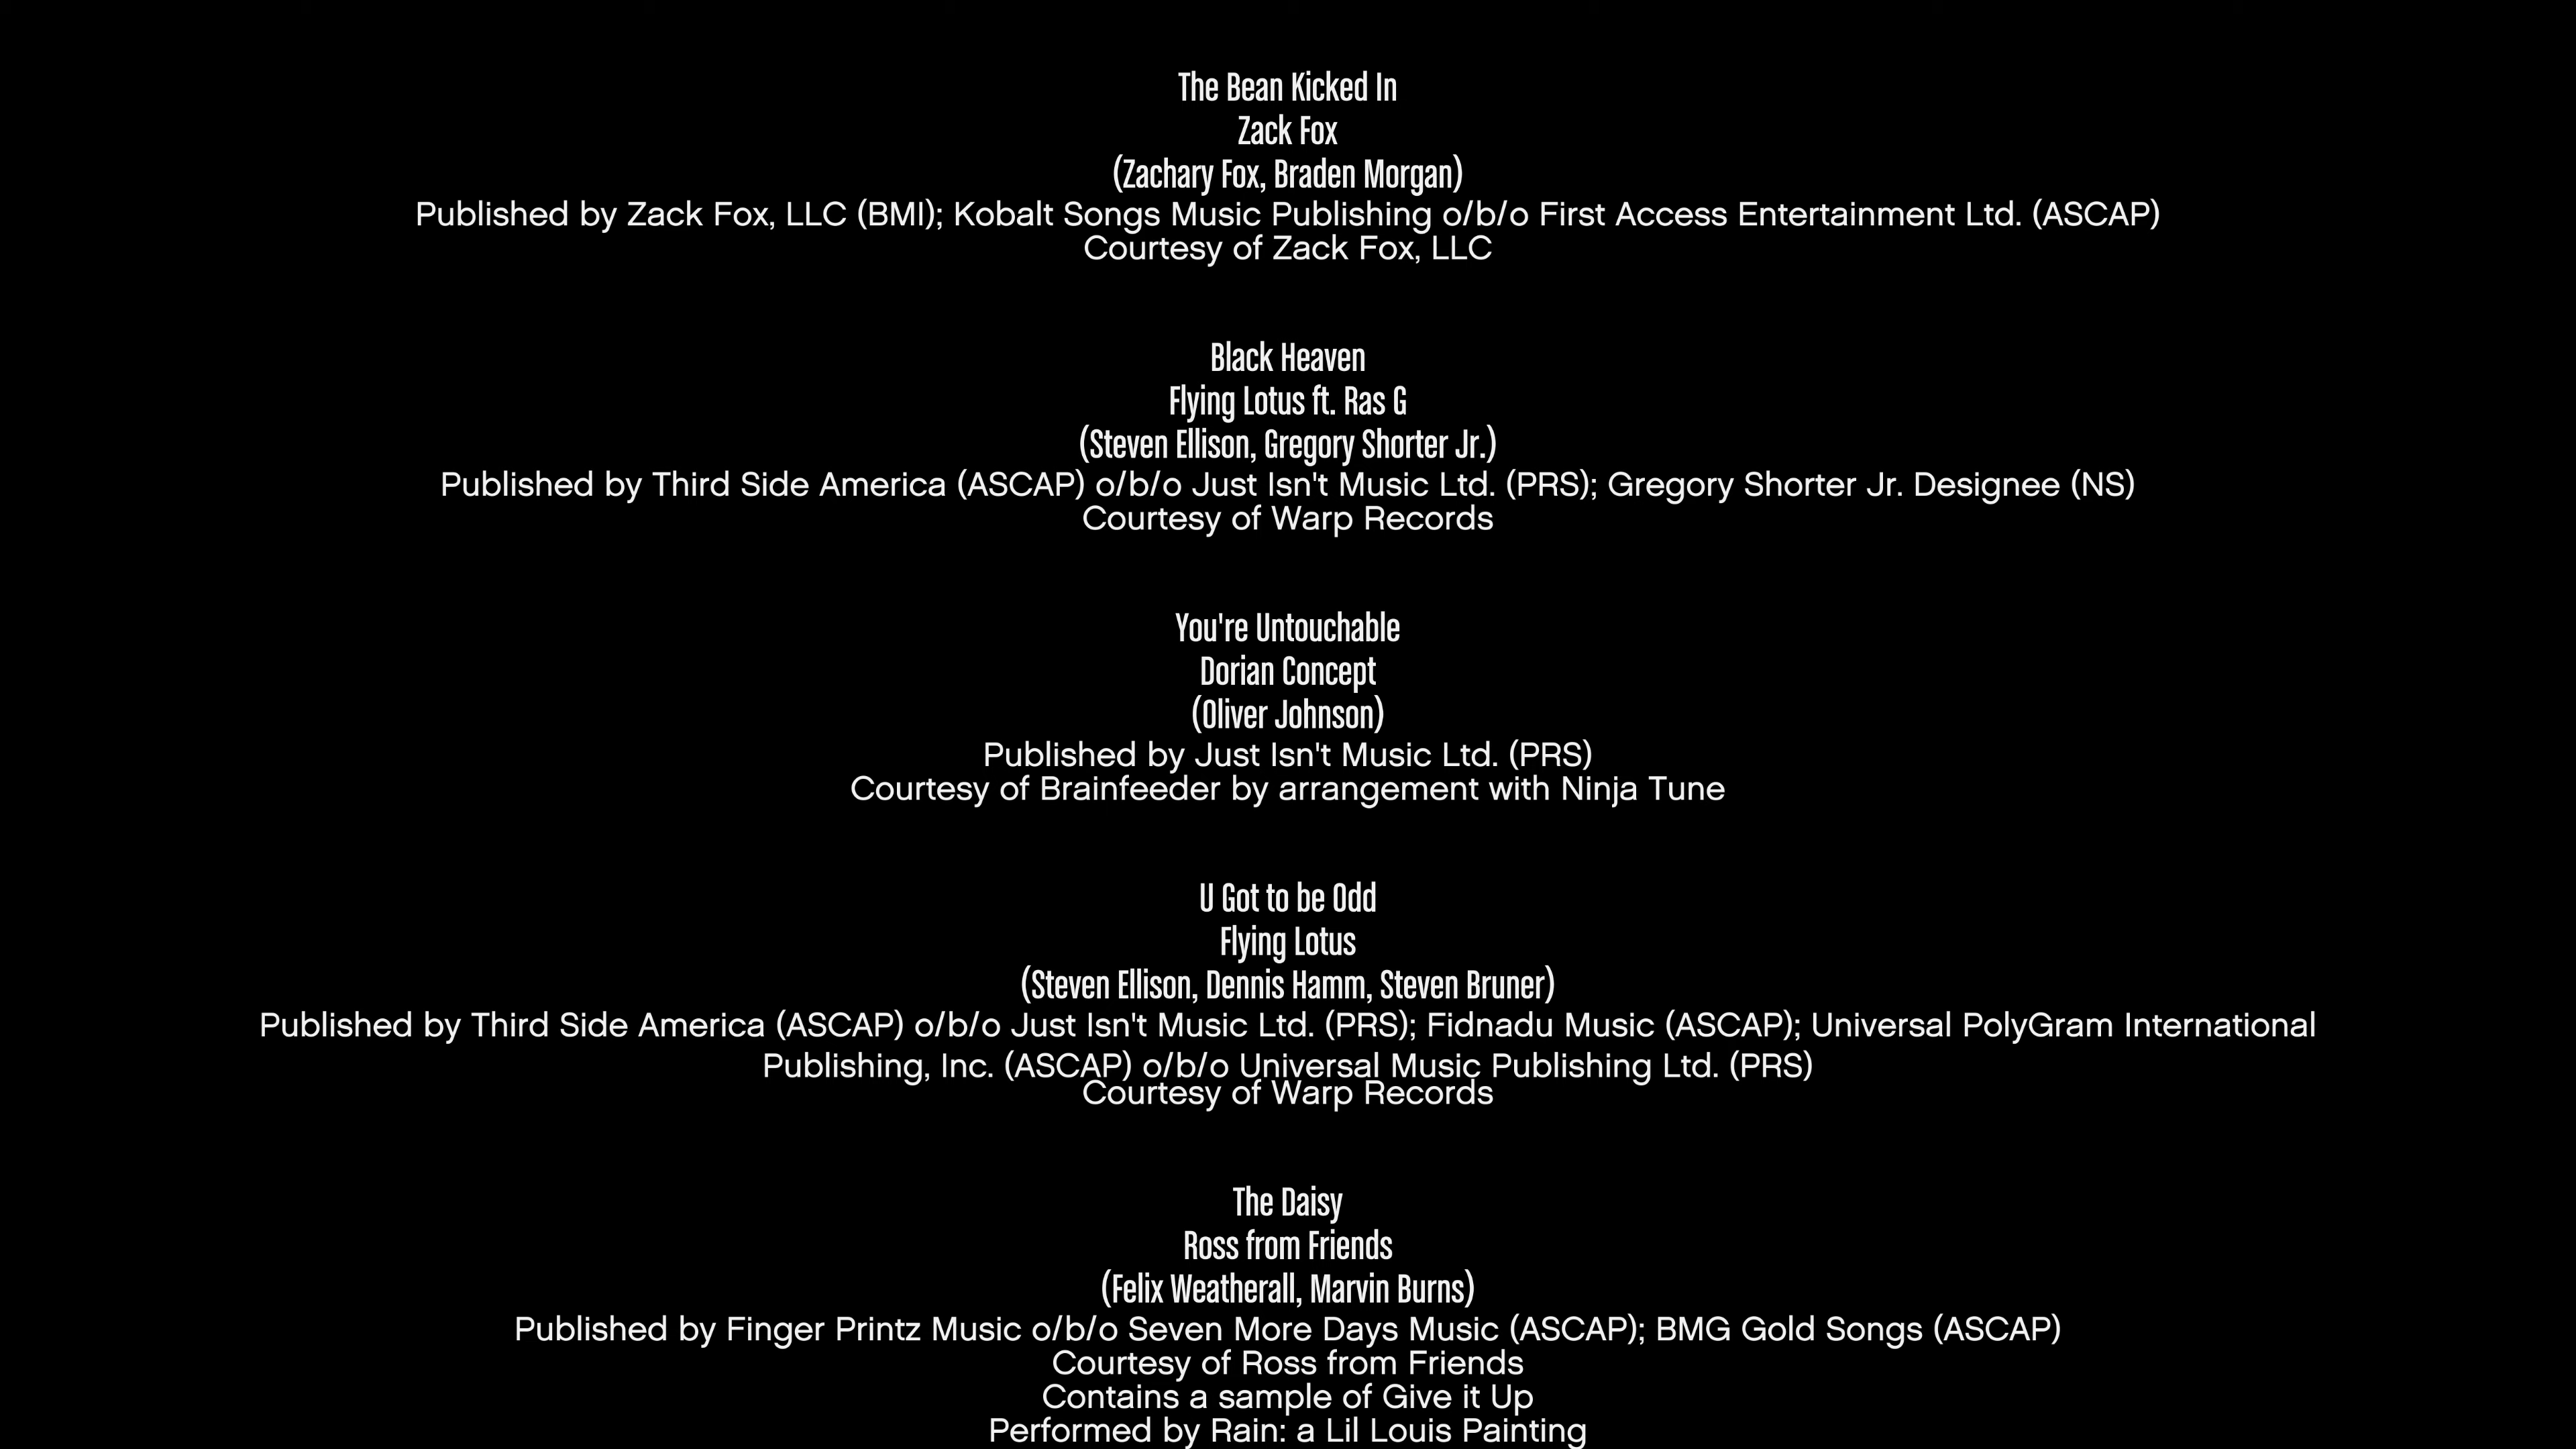 The Bean Kicked In
Zack Fox
(Zachary Fox, Braden Morgan)
Published by Zack Fox, LLC (BMI); Kobalt Songs Music Publishing o/b/o First Access Entertainment Ltd. (ASCAP)
Courtesy of Zack Fox, LLC
Black Heaven
Flying Lotus ft. Ras G
(Steven Ellison, Gregory Shorter Jr.)
Published by Third Side America (ASCAP) o/b/o Just Isn't Music Ltd. (PRS); Gregory Shorter Jr. Designee (NS)
Courtesy of Warp Records
You're Untouchable
Dorian Concept
(Oliver Johnson)
Published by Just Isn't Music Ltd. (PRS)
Courtesy of Brainfeeder by arrangement with Ninja Tune
U Got to be Odd
Flying Lotus
(Steven Ellison, Dennis Hamm, Steven Bruner)
Published by Third Side America (ASCAP) o/b/o Just Isn't Music Ltd. (PRS); Fidnadu Music (ASCAP); Universal PolyGram International
Publishing, Inc. (ASCAP) o/b/o Universal Music Publishing Ltd. (PRS)
Courtesy of Warp Records
The Daisy
Ross from Friends
(Felix Weatherall, Marvin Burns)
Published by Finger Printz Music o/b/o Seven More Days Music (ASCAP); BMG Gold Songs (ASCAP)
Courtesy of Ross from Friends
Contains a sample of Give it Up
Performed by Rain: a Lil Louis Painting